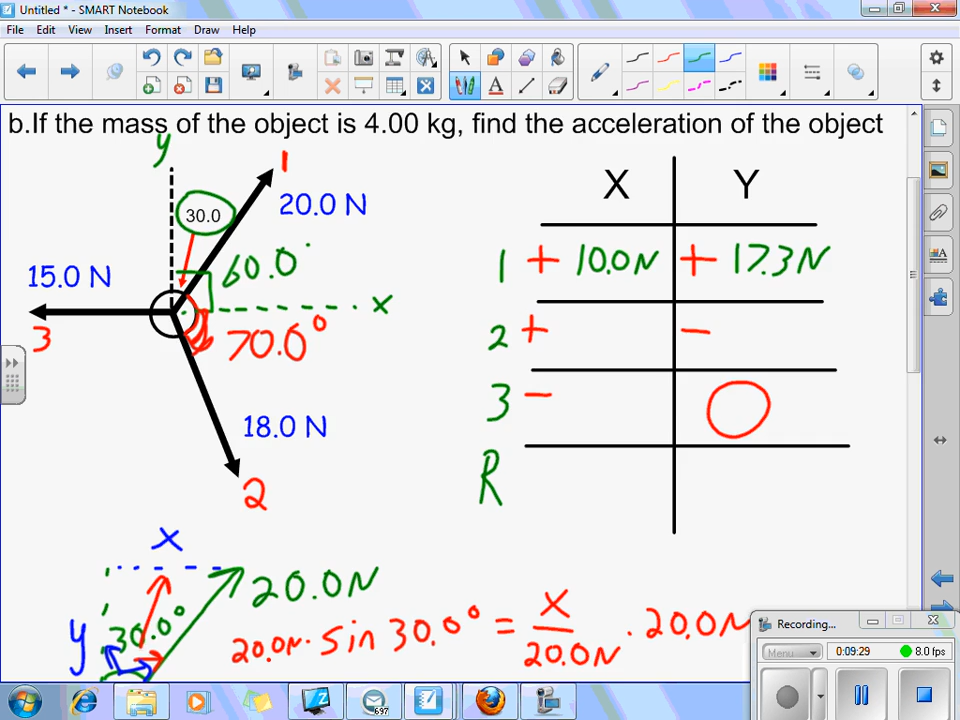 Untitled * - SMART Notebook
File Edit View Insert Format Draw Help
b.If the mass of the object is 4.00 kg, find the acceleration of the object
y
1
30.0
20.0 N
60.0°
15.0 N
x
3
70.0°
18.0 N
2
X Y
1 + 10.0N + 17.3N
2 + -
3 - 0
R
x
20.0N
y
30.0°
20.0N · sin 30.0° = x / 20.0N · 20.0N
Recording...
Menu
0:09:29
8.0 fps
697